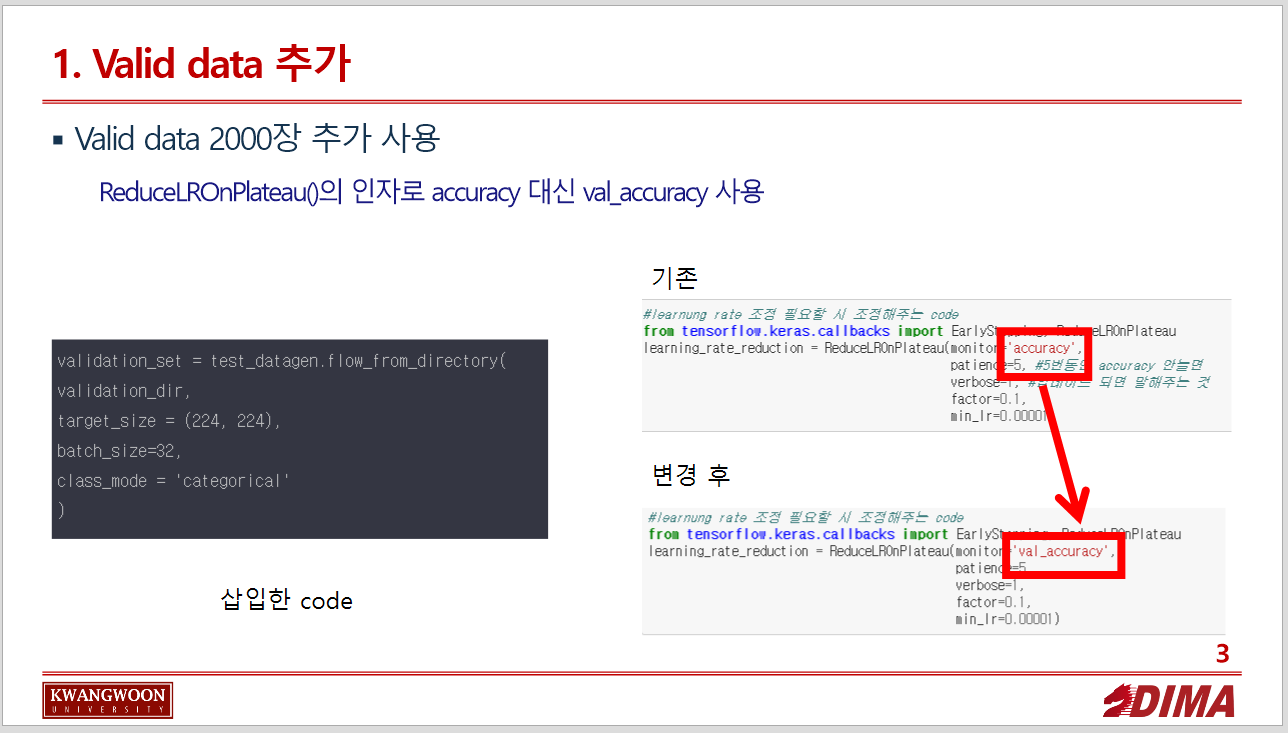 1. Valid data 추가
▪ Valid data 2000장 추가 사용
ReduceLROnPlateau()의 인자로 accuracy 대신 val_accuracy 사용
validation_set = test_datagen.flow_from_directory(
validation_dir,
target_size = (224, 224),
batch_size=32,
class_mode = 'categorical'
)
삽입한 code
기존
#learnung rate 조정 필요할 시 조정해주는 code
from tensorflow.keras.callbacks import EarlyStopping, ReduceLROnPlateau
learning_rate_reduction = ReduceLROnPlateau(monitor='accuracy',
patience=5, #5번동안 accuracy 안늘면
verbose=1, #업데이트 되면 말해주는 것
factor=0.1,
min_lr=0.00001
변경 후
#learnung rate 조정 필요할 시 조정해주는 code
from tensorflow.keras.callbacks import EarlyStopping, ReduceLROnPlateau
learning_rate_reduction = ReduceLROnPlateau(monitor='val_accuracy',
patience=5
verbose=1,
factor=0.1,
min_lr=0.00001)
3
KWANGWOON
UNIVERSITY
DIMA